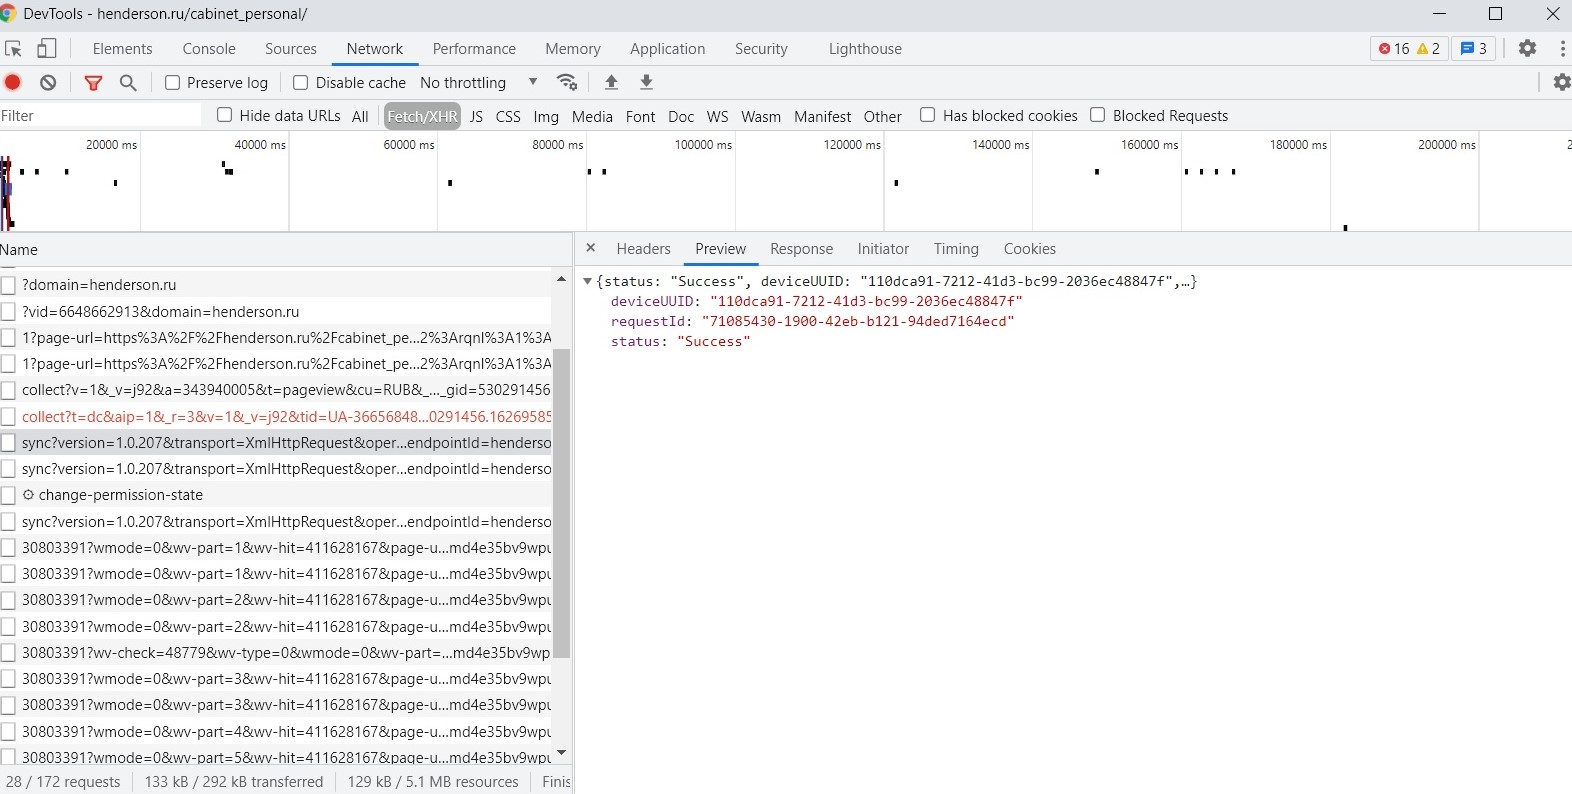 DevTools - henderson.ru/cabinet_personal/
Elements Console Sources Network Performance Memory Application Security Lighthouse 16 2 3
Preserve log Disable cache No throttling
Filter Hide data URLs All Fetch/XHR JS CSS Img Media Font Doc WS Wasm Manifest Other Has blocked cookies Blocked Requests
20000 ms 40000 ms 60000 ms 80000 ms 100000 ms 120000 ms 140000 ms 160000 ms 180000 ms 200000 ms 2
Name
?domain=henderson.ru
?vid=6648662913&domain=henderson.ru
1?page-url=https%3A%2F%2Fhenderson.ru%2Fcabinet_pe...2%3Arqnl%3A1%3A
1?page-url=https%3A%2F%2Fhenderson.ru%2Fcabinet_pe...2%3Arqnl%3A1%3A
collect?v=1&_v=j92&a=343940005&t=pageview&cu=RUB&_..._gid=530291456
collect?t=dc&aip=1&_r=3&v=1&_v=j92&tid=UA-36656848...0291456.16269585
sync?version=1.0.207&transport=XmlHttpRequest&oper...endpointId=henderso
sync?version=1.0.207&transport=XmlHttpRequest&oper...endpointId=henderso
change-permission-state
sync?version=1.0.207&transport=XmlHttpRequest&oper...endpointId=henderso
30803391?wmode=0&wv-part=1&wv-hit=411628167&page-u...md4e35bv9wpu
30803391?wmode=0&wv-part=1&wv-hit=411628167&page-u...md4e35bv9wpu
30803391?wmode=0&wv-part=2&wv-hit=411628167&page-u...md4e35bv9wpu
30803391?wmode=0&wv-part=2&wv-hit=411628167&page-u...md4e35bv9wpu
30803391?wv-check=48779&wv-type=0&wmode=0&wv-part=...md4e35bv9wp
30803391?wmode=0&wv-part=3&wv-hit=411628167&page-u...md4e35bv9wpu
30803391?wmode=0&wv-part=3&wv-hit=411628167&page-u...md4e35bv9wpu
30803391?wmode=0&wv-part=4&wv-hit=411628167&page-u...md4e35bv9wpu
30803391?wmode=0&wv-part=5&wv-hit=411628167&page-u...md4e35bv9wpu
28 / 172 requests 133 kB / 292 kB transferred 129 kB / 5.1 MB resources Finis
Headers Preview Response Initiator Timing Cookies
{status: "Success", deviceUUID: "110dca91-7212-41d3-bc99-2036ec48847f",…}
deviceUUID: "110dca91-7212-41d3-bc99-2036ec48847f"
requestId: "71085430-1900-42eb-b121-94ded7164ecd"
status: "Success"